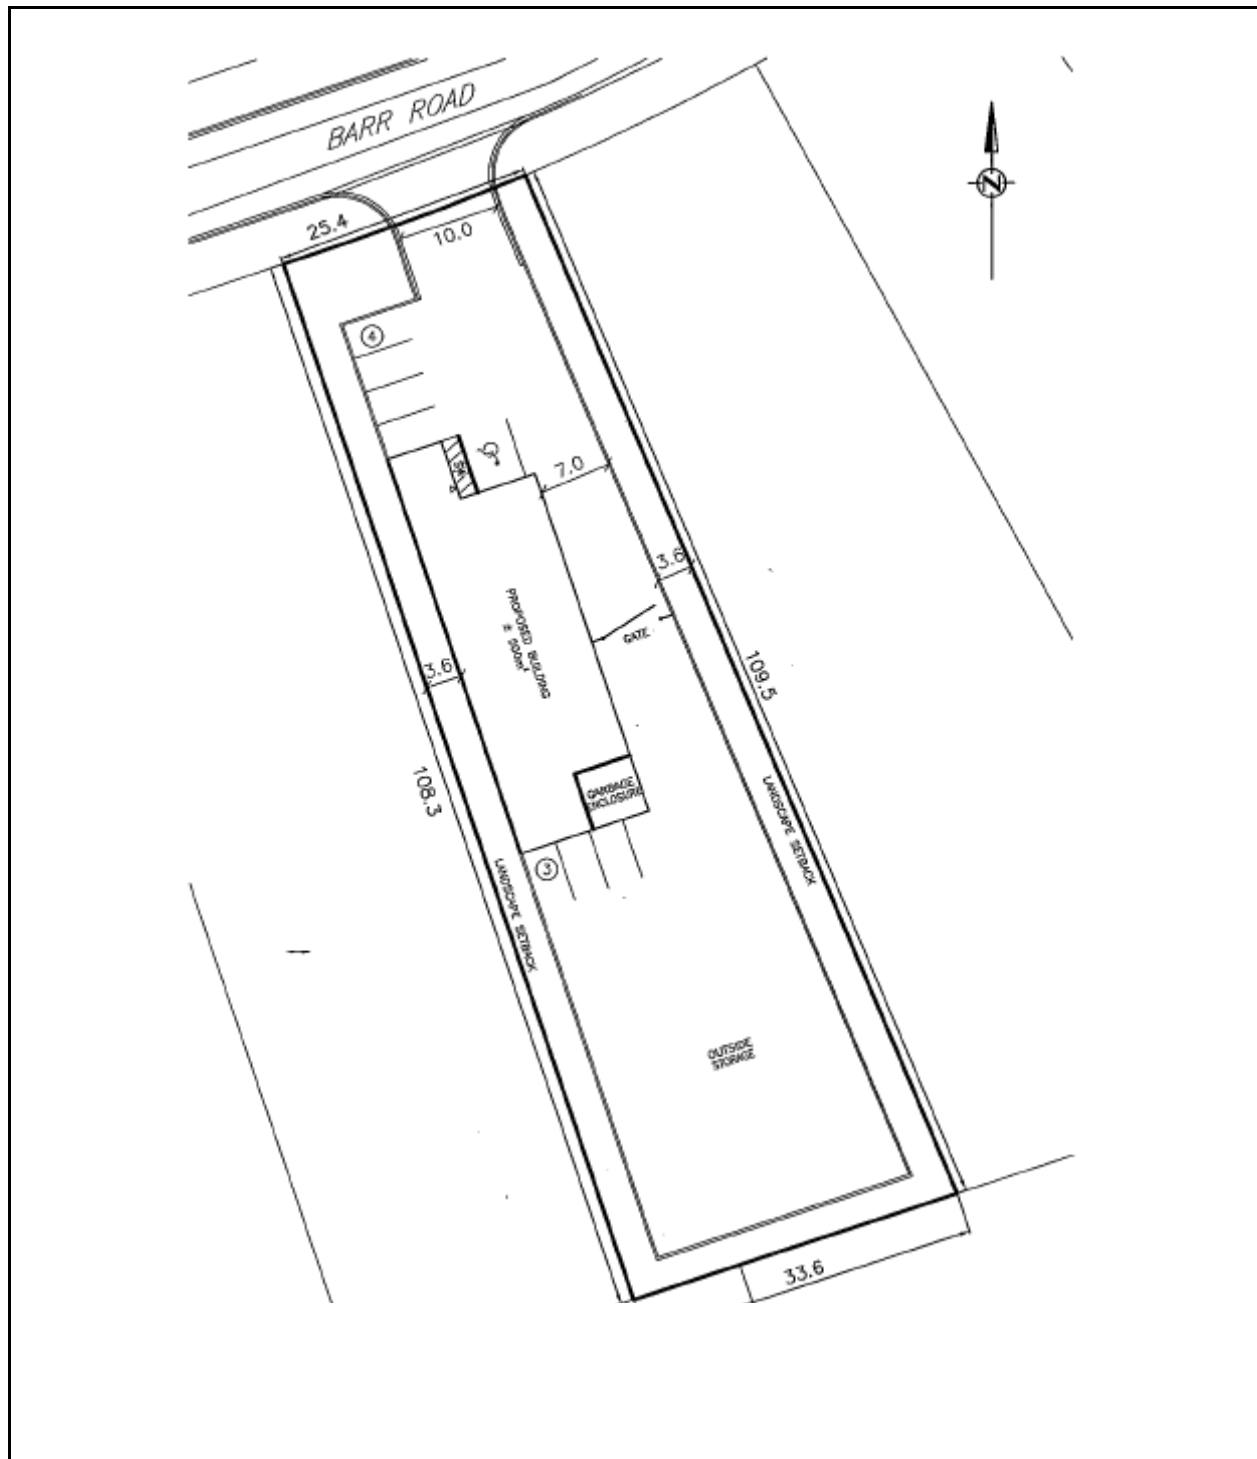 BARR ROAD
25.4
10.0
N
4
7.0
3.6
GATE
PROPOSED BUILDING
3.6
109.5
108.3
GARBAGE
ENCLOSURE
3
LANDSCAPE SETBACK
LANDSCAPE SETBACK
OUTSIDE
STORAGE
33.6